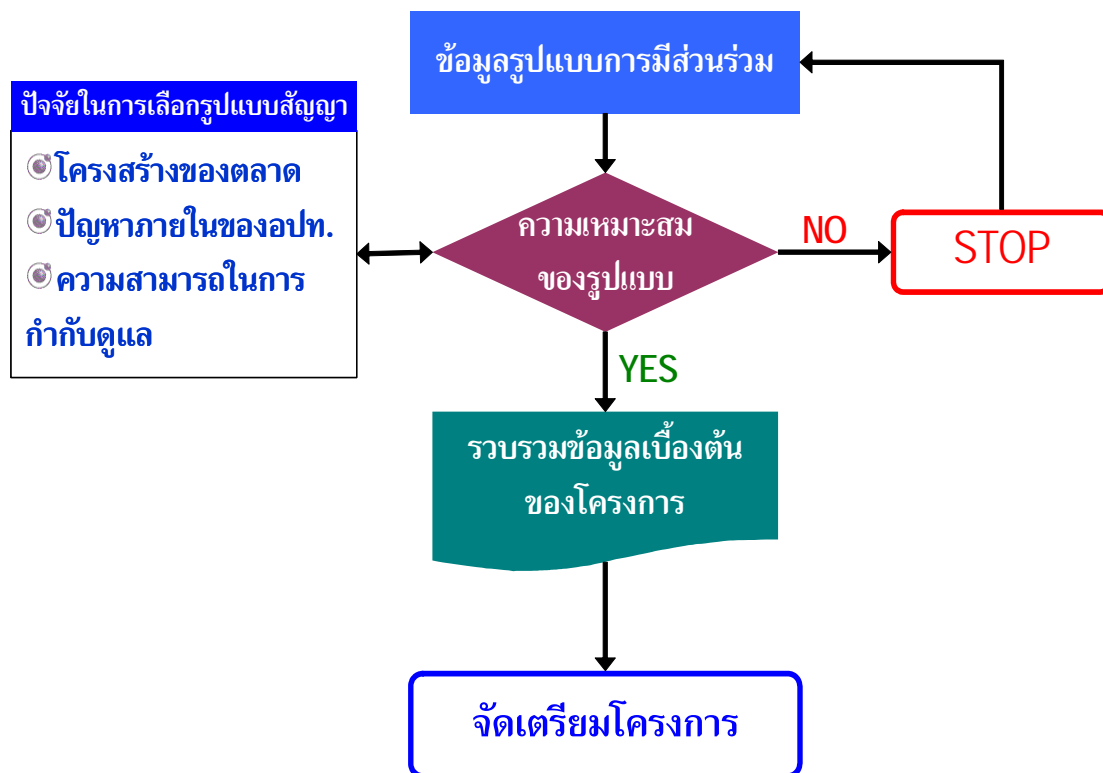 ข้อมูลรูปแบบการมีส่วนร่วม
ปัจจัยในการเลือกรูปแบบสัญญา
โครงสร้างของตลาด
ปัญหาภายในของอปท.
ความสามารถในการ
กำกับดูแล
ความเหมาะสม
ของรูปแบบ
NO
STOP
YES
รวบรวมข้อมูลเบื้องต้น
ของโครงการ
จัดเตรียมโครงการ